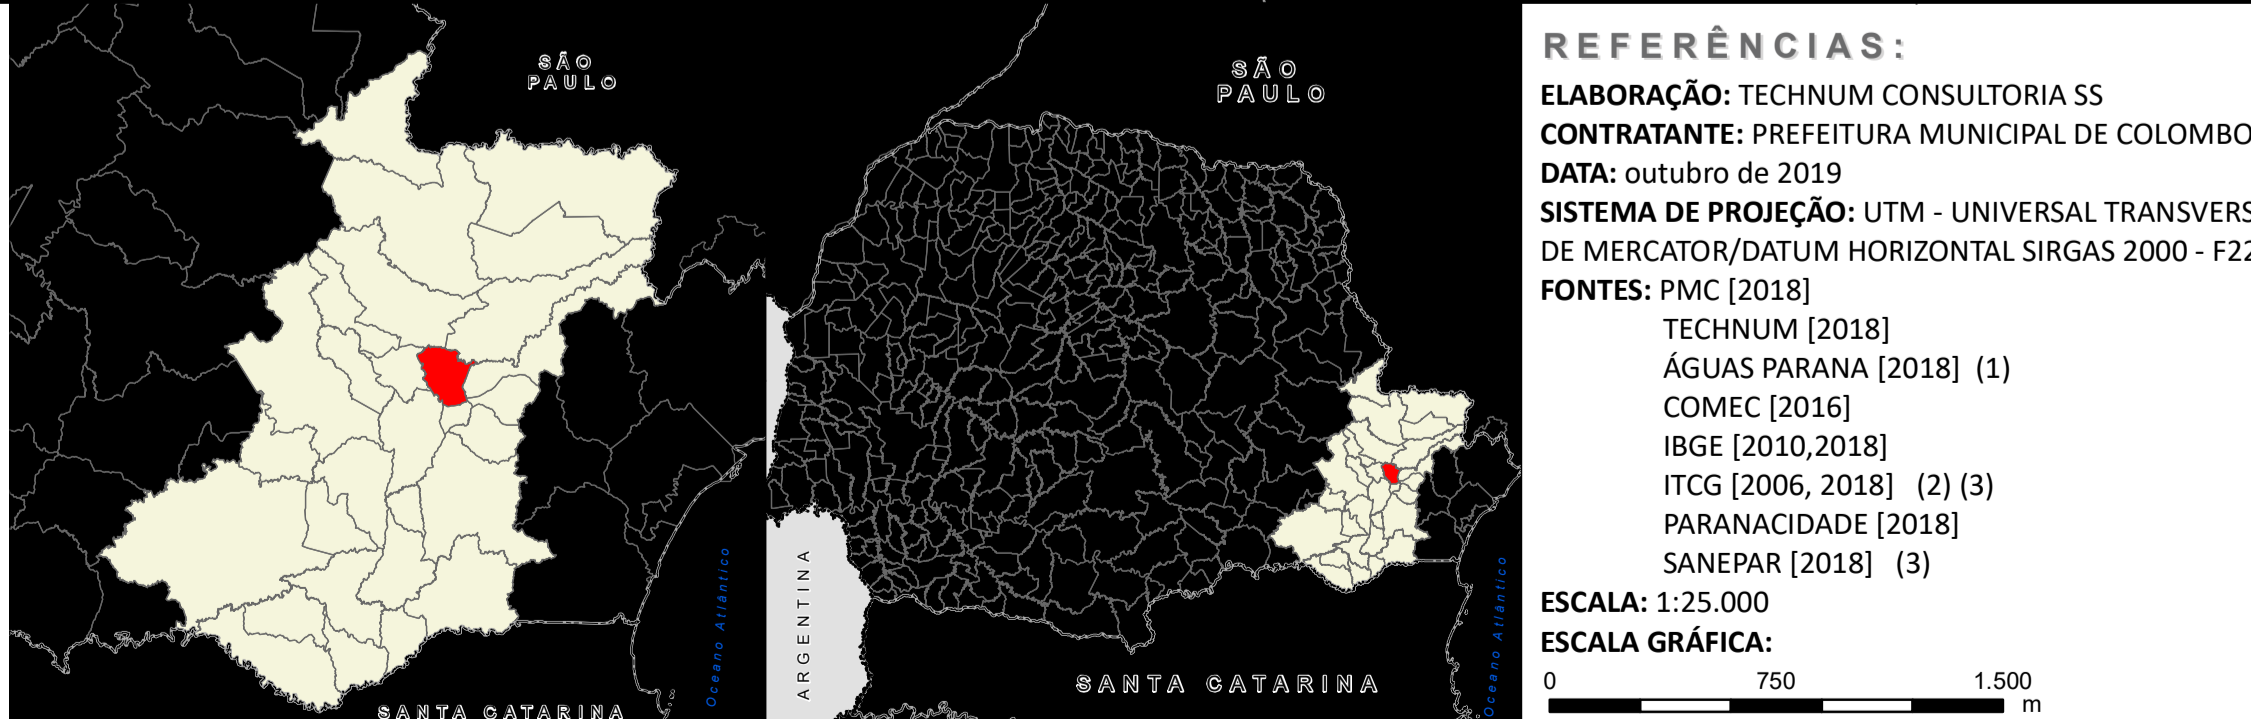 SÃO
PAULO
Oceano Atlântico
SANTA CATARINA
SÃO
PAULO
ARGENTINA
SANTA CATARINA
Oceano Atlântico
REFERÊNCIAS:
ELABORAÇÃO: TECHNUM CONSULTORIA SS
CONTRATANTE: PREFEITURA MUNICIPAL DE COLOMBO
DATA: outubro de 2019
SISTEMA DE PROJEÇÃO: UTM - UNIVERSAL TRANSVERS
DE MERCATOR/DATUM HORIZONTAL SIRGAS 2000 - F22
FONTES: PMC [2018]
TECHNUM [2018]
ÁGUAS PARANA [2018] (1)
COMEC [2016]
IBGE [2010,2018]
ITCG [2006, 2018] (2) (3)
PARANACIDADE [2018]
SANEPAR [2018] (3)
ESCALA: 1:25.000
ESCALA GRÁFICA:
0 750 1.500
m